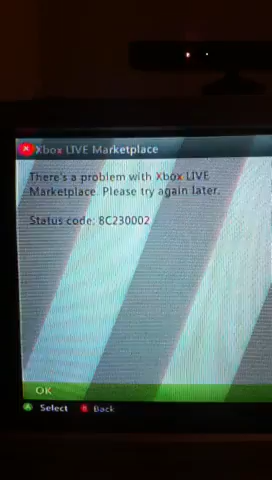 Xbox LIVE Marketplace
There's a problem with Xbox LIVE
Marketplace. Please try again later.
Status code: 8C230002
OK
A Select B Back